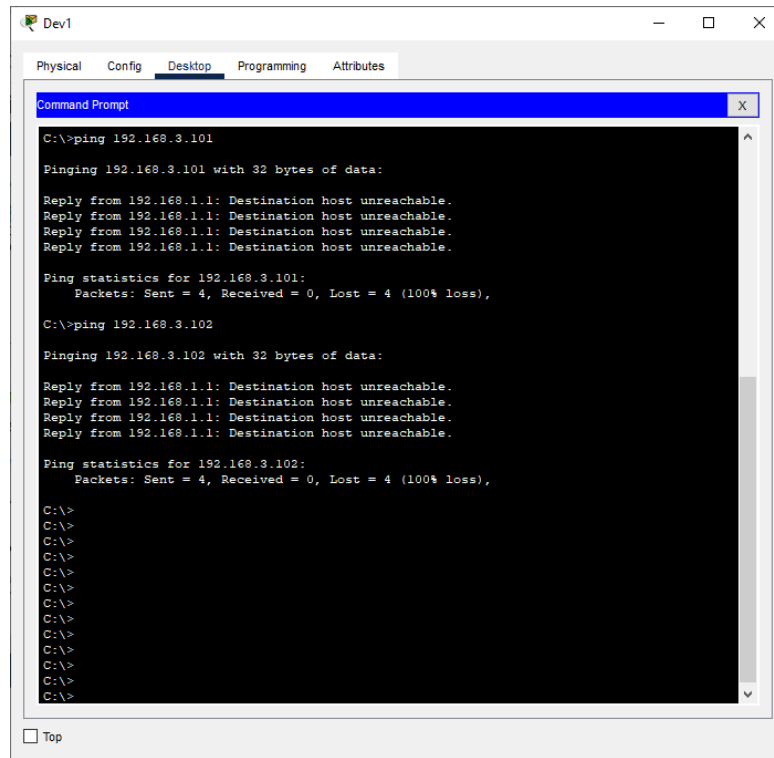 Dev1
Physical Config Desktop Programming Attributes
Command Prompt
X
C:\>ping 192.168.3.101
Pinging 192.168.3.101 with 32 bytes of data:
Reply from 192.168.1.1: Destination host unreachable.
Reply from 192.168.1.1: Destination host unreachable.
Reply from 192.168.1.1: Destination host unreachable.
Reply from 192.168.1.1: Destination host unreachable.
Ping statistics for 192.168.3.101:
Packets: Sent = 4, Received = 0, Lost = 4 (100% loss),
C:\>ping 192.168.3.102
Pinging 192.168.3.102 with 32 bytes of data:
Reply from 192.168.1.1: Destination host unreachable.
Reply from 192.168.1.1: Destination host unreachable.
Reply from 192.168.1.1: Destination host unreachable.
Reply from 192.168.1.1: Destination host unreachable.
Ping statistics for 192.168.3.102:
Packets: Sent = 4, Received = 0, Lost = 4 (100% loss),
C:\>
C:\>
C:\>
C:\>
C:\>
C:\>
C:\>
C:\>
C:\>
C:\>
C:\>
C:\>
C:\>
Top